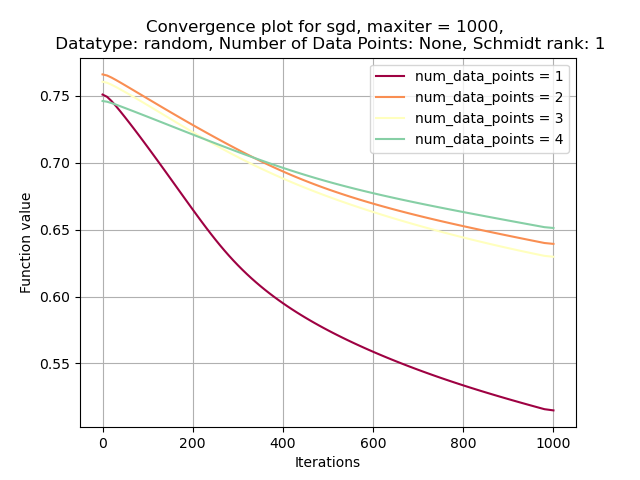 Convergence plot for sgd, maxiter = 1000,
Datatype: random, Number of Data Points: None, Schmidt rank: 1
num_data_points = 1
num_data_points = 2
num_data_points = 3
num_data_points = 4
0.75
0.70
0.65
0.60
0.55
Function value
0 200 400 600 800 1000
Iterations